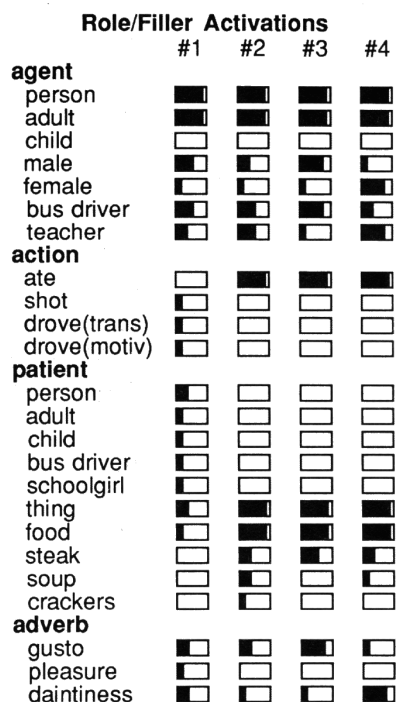 Role/Filler Activations
#1 #2 #3 #4
agent
person
adult
child
male
female
bus driver
teacher
action
ate
shot
drove(trans)
drove(motiv)
patient
person
adult
child
bus driver
schoolgirl
thing
food
steak
soup
crackers
adverb
gusto
pleasure
daintiness